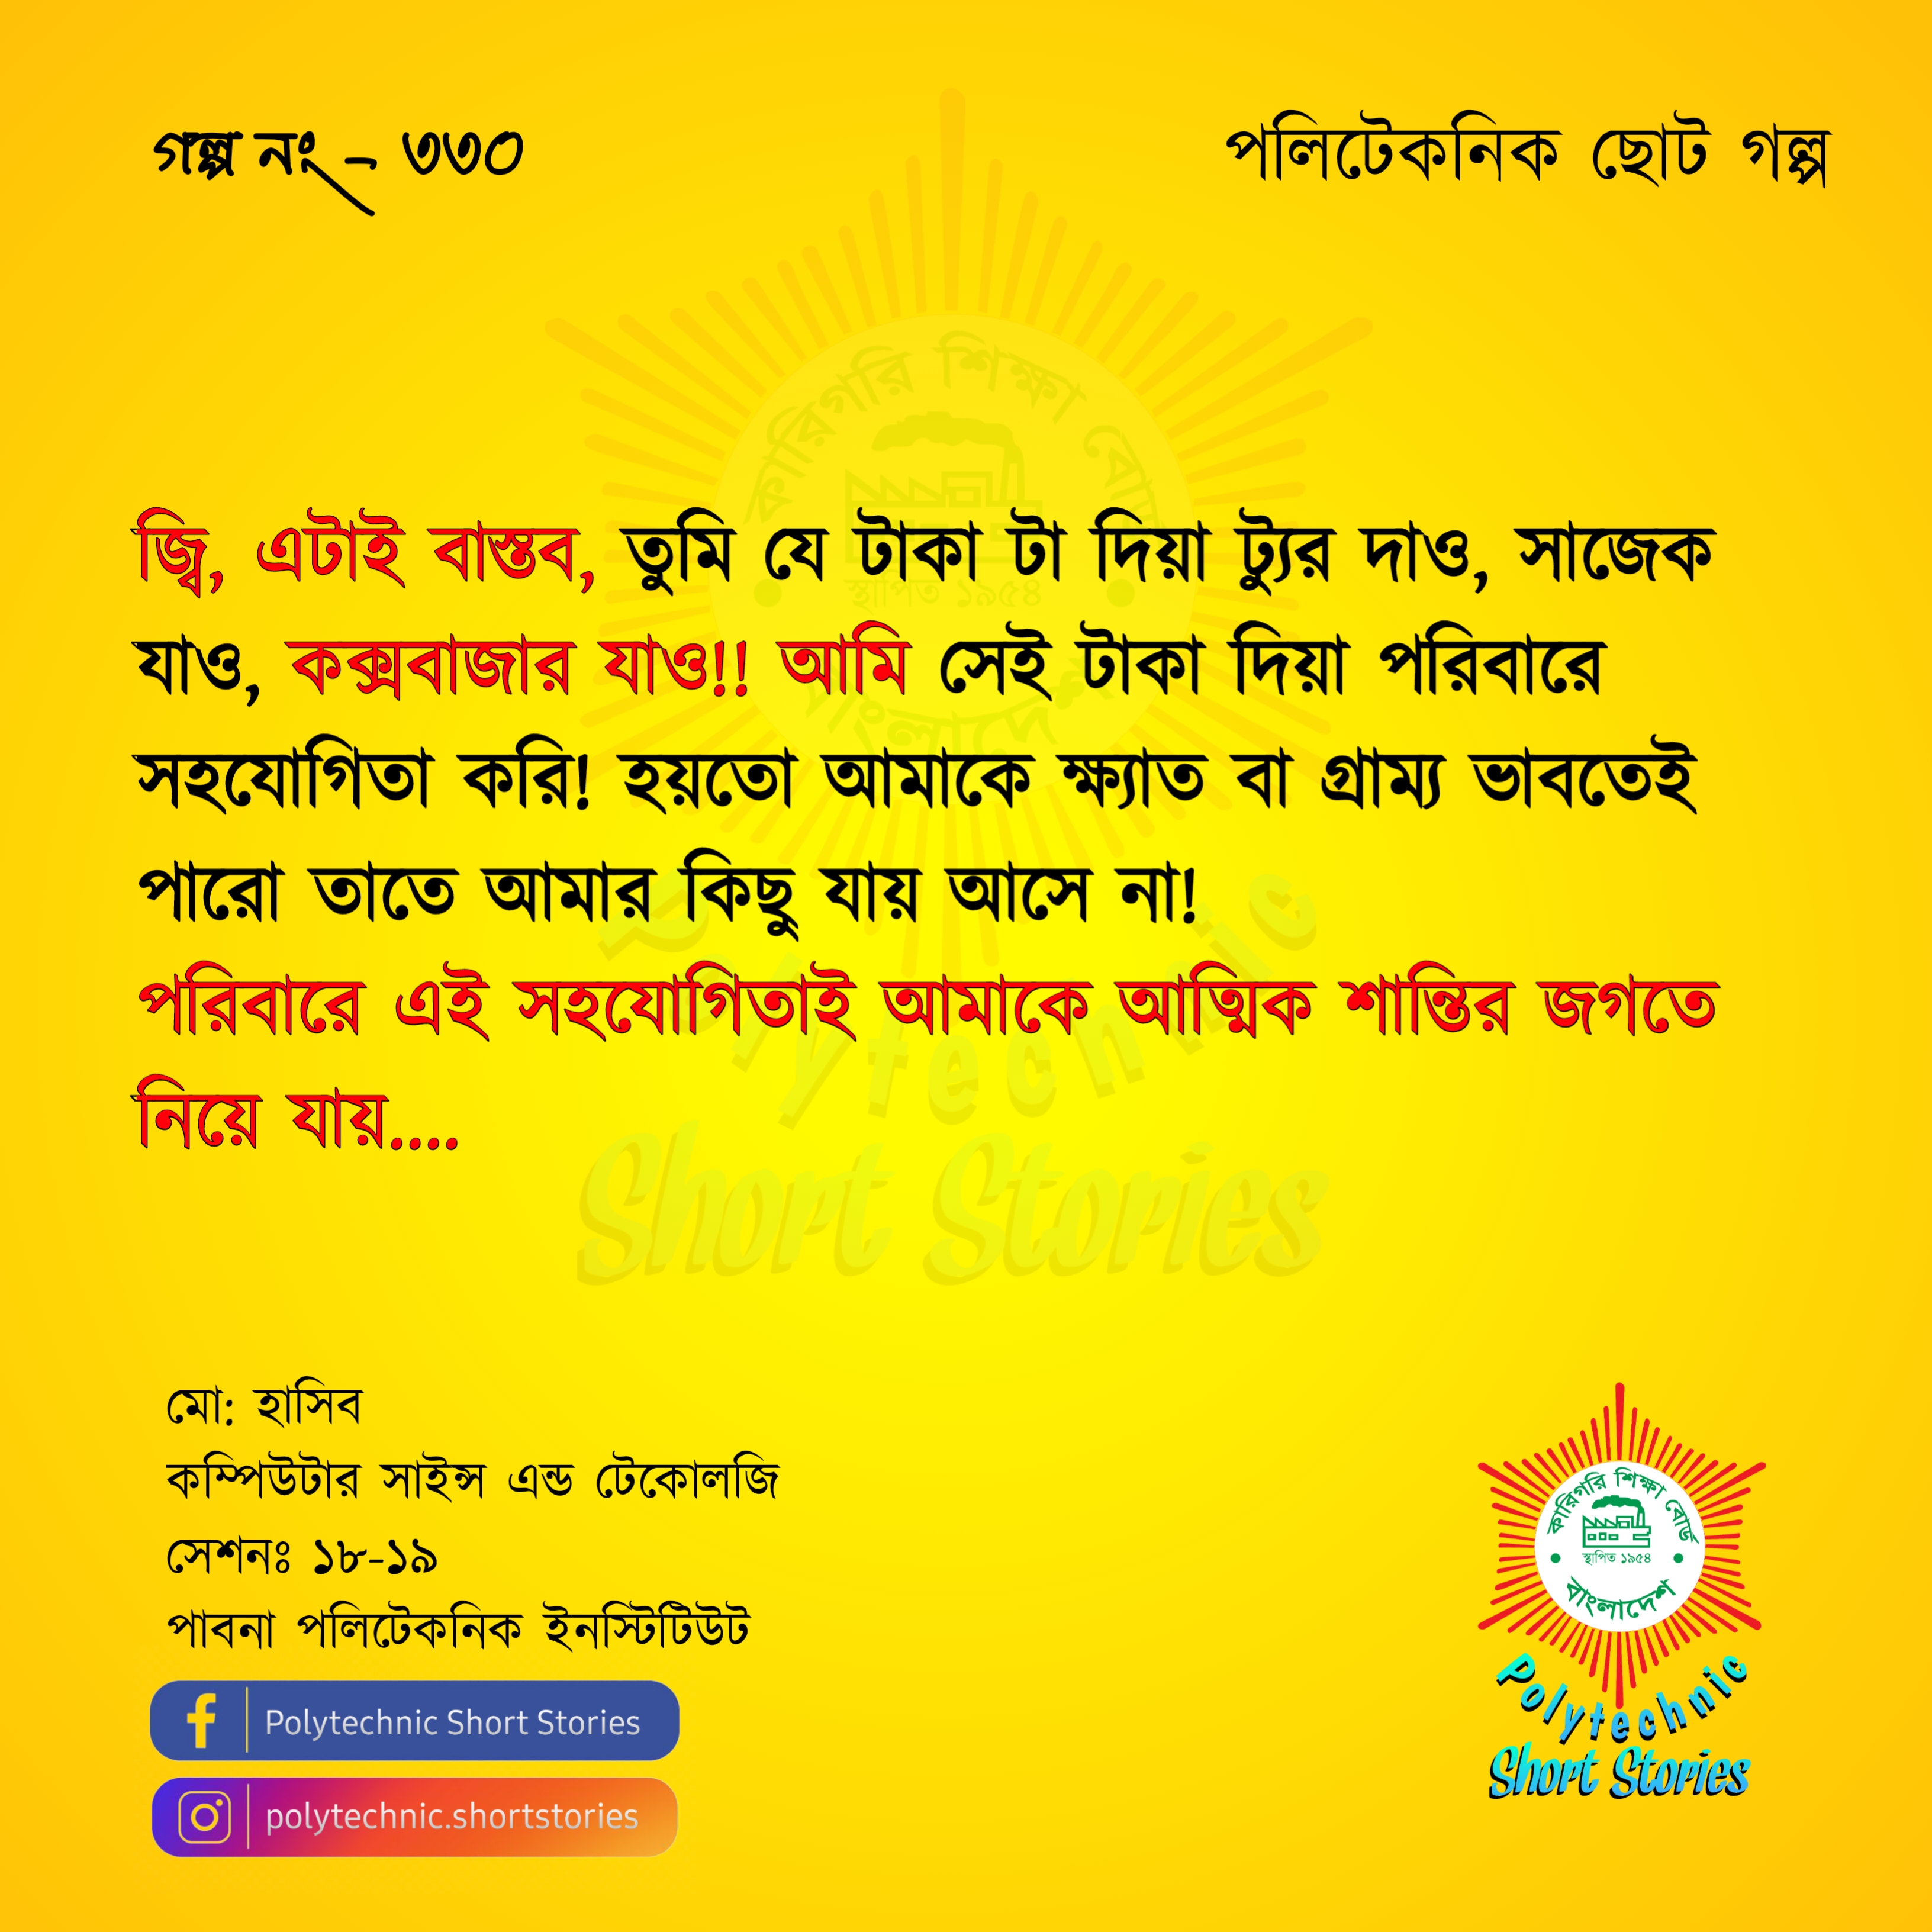 গল্প নং - ৩৩০
পলিটেকনিক ছোট গল্প
জ্বি, এটাই বাস্তব, তুমি যে টাকা টা দিয়া ট্যুর দাও, সাজেক
যাও, কক্সবাজার যাও!! আমি সেই টাকা দিয়া পরিবারে
সহযোগিতা করি! হয়তো আমাকে ক্ষ্যাত বা গ্রাম্য ভাবতেই
পারো তাতে আমার কিছু যায় আসে না!
পরিবারে এই সহযোগিতাই আমাকে আত্মিক শান্তির জগতে
নিয়ে যায়....
মো: হাসিব
কম্পিউটার সাইন্স এন্ড টেকোলজি
সেশনঃ ১৮-১৯
পাবনা পলিটেকনিক ইনস্টিটিউট
Polytechnic Short Stories
polytechnic.shortstories
কারিগরি শিক্ষা বোর্ড
স্থাপিত ১৯৫৪
বাংলাদেশ
Polytechnic
Short Stories